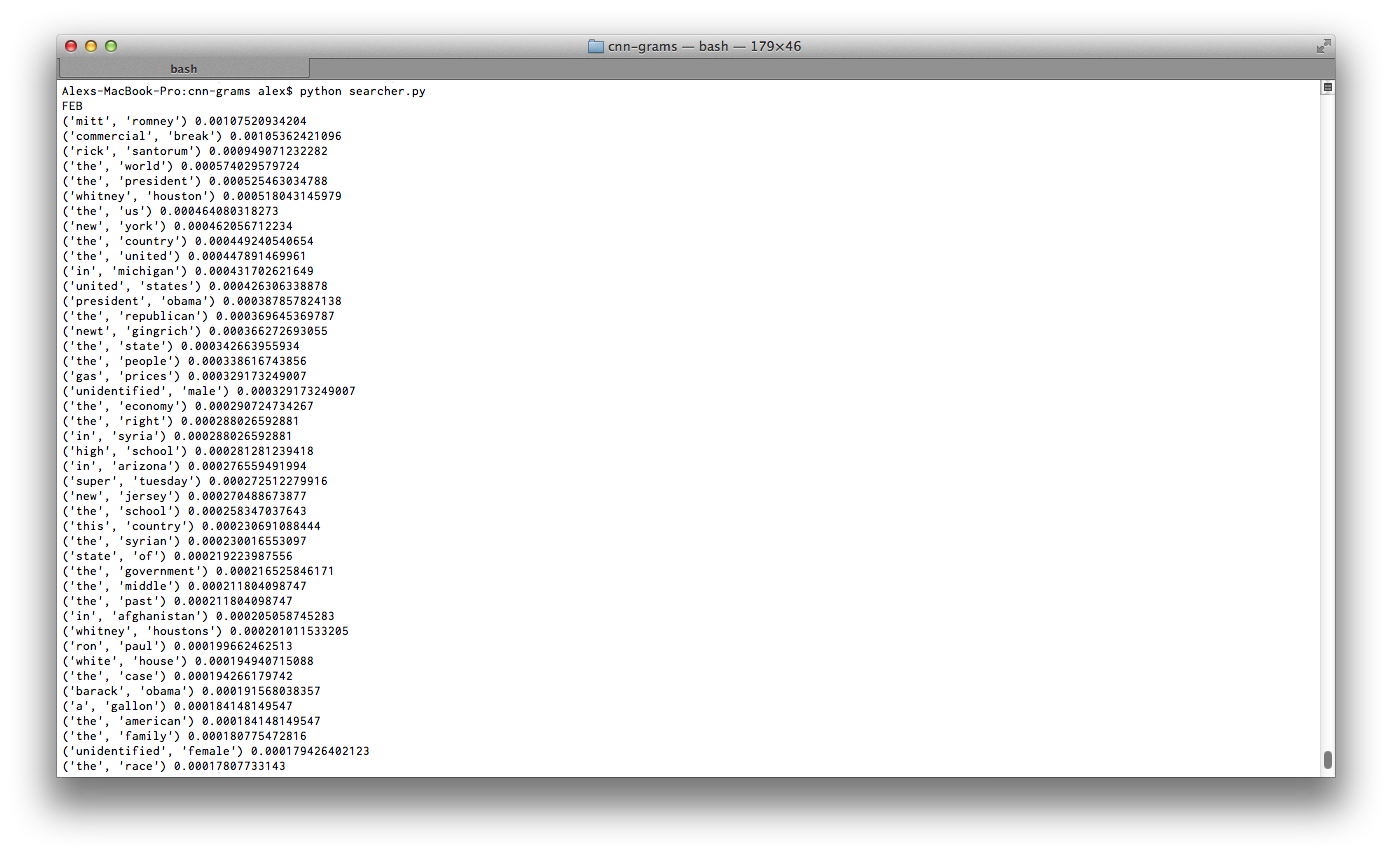 cnn-grams — bash — 179×46
bash
Alexs-MacBook-Pro:cnn-grams alex$ python searcher.py
FEB
('mitt', 'romney') 0.00107520934204
('commercial', 'break') 0.00105362421096
('rick', 'santorum') 0.000949071232282
('the', 'world') 0.000574029579724
('the', 'president') 0.000525463034788
('whitney', 'houston') 0.000518043145979
('the', 'us') 0.000464080318273
('new', 'york') 0.000462056712234
('the', 'country') 0.000449240540654
('the', 'united') 0.000447891469961
('in', 'michigan') 0.000431702621649
('united', 'states') 0.000426306338878
('president', 'obama') 0.000387857824138
('the', 'republican') 0.000369645369787
('newt', 'gingrich') 0.000366272693055
('the', 'state') 0.000342663955934
('the', 'people') 0.000338616743856
('gas', 'prices') 0.000329173249007
('unidentified', 'male') 0.000329173249007
('the', 'economy') 0.000290724734267
('the', 'right') 0.000288026592881
('in', 'syria') 0.000288026592881
('high', 'school') 0.000281281239418
('in', 'arizona') 0.000276559491994
('super', 'tuesday') 0.000272512279916
('new', 'jersey') 0.000270488673877
('the', 'school') 0.000258347037643
('this', 'country') 0.000230691088444
('the', 'syrian') 0.000230016553097
('state', 'of') 0.000219223987556
('the', 'government') 0.000216525846171
('the', 'middle') 0.000211804098747
('the', 'past') 0.000211804098747
('in', 'afghanistan') 0.000205058745283
('whitney', 'houstons') 0.000201011533205
('ron', 'paul') 0.000199662462513
('white', 'house') 0.000194940715088
('the', 'case') 0.000194266179742
('barack', 'obama') 0.000191568038357
('a', 'gallon') 0.000184148149547
('the', 'american') 0.000184148149547
('the', 'family') 0.000180775472816
('unidentified', 'female') 0.000179426402123
('the', 'race') 0.00017807733143